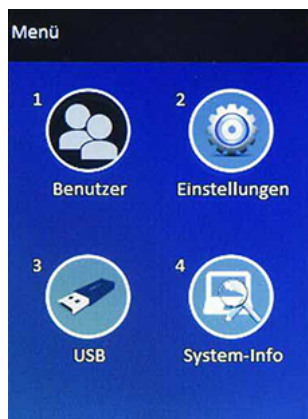 Menü
1
2
Benutzer
Einstellungen
3
4
USB
System-Info